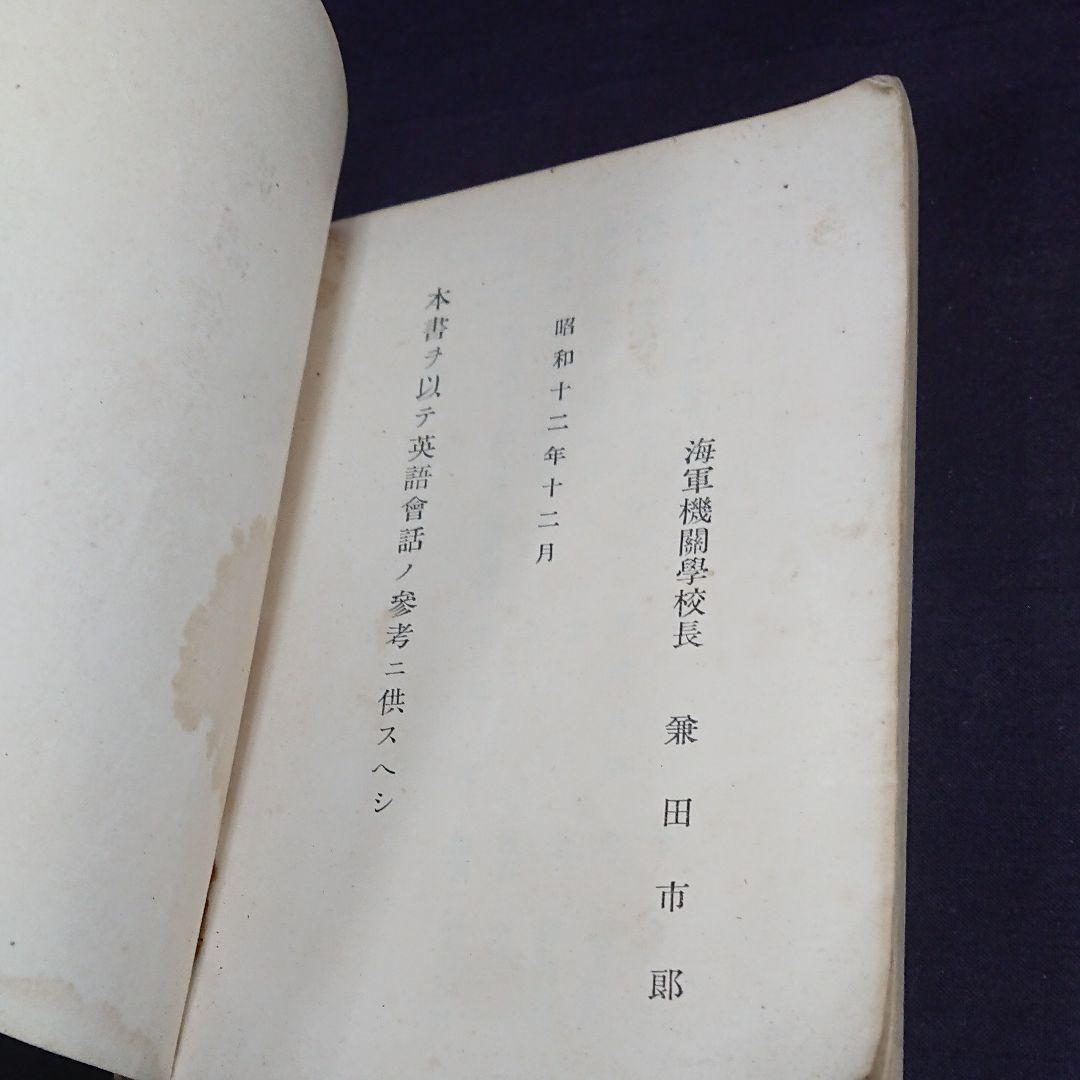 本書ヲ以テ英語會話ノ參考ニ供スヘシ
昭和十二年十二月
海軍機關學校長 兼田市郎